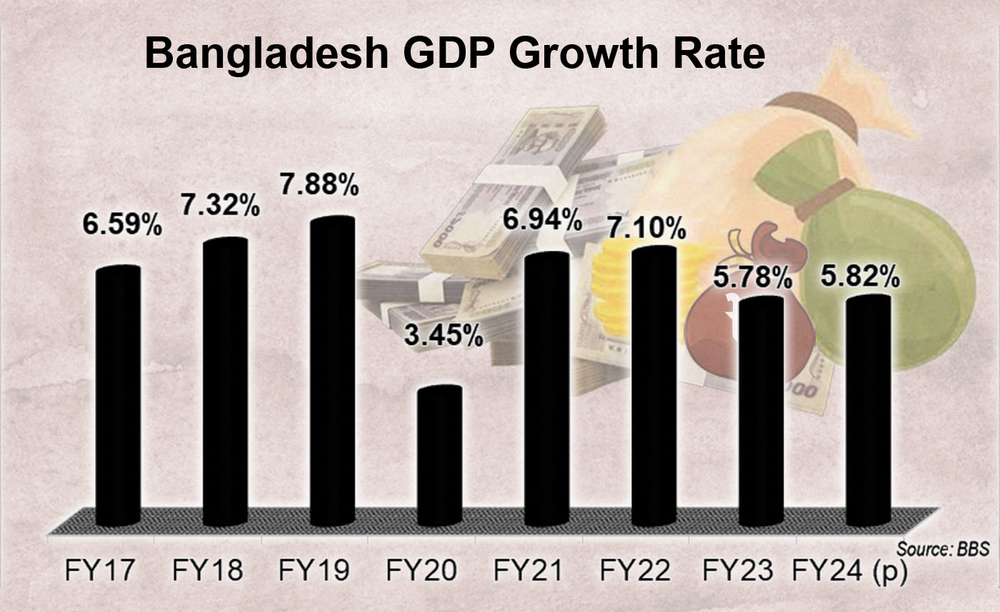 Bangladesh GDP Growth Rate
6.59%
7.32%
7.88%
3.45%
6.94%
7.10%
5.78%
5.82%
FY17
FY18
FY19
FY20
FY21
FY22
FY23
FY24 (p)
Source: BBS